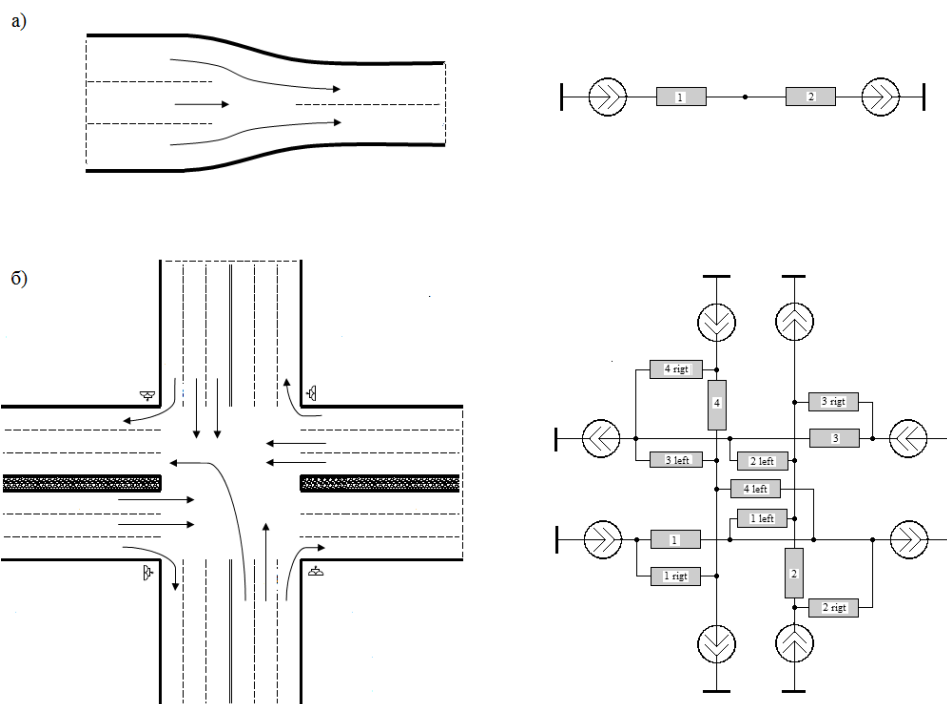 а)
1
2
б)
4 rigt
4
3 rigt
3
3 left
2 left
4 left
1 left
1
1 rigt
2
2 rigt